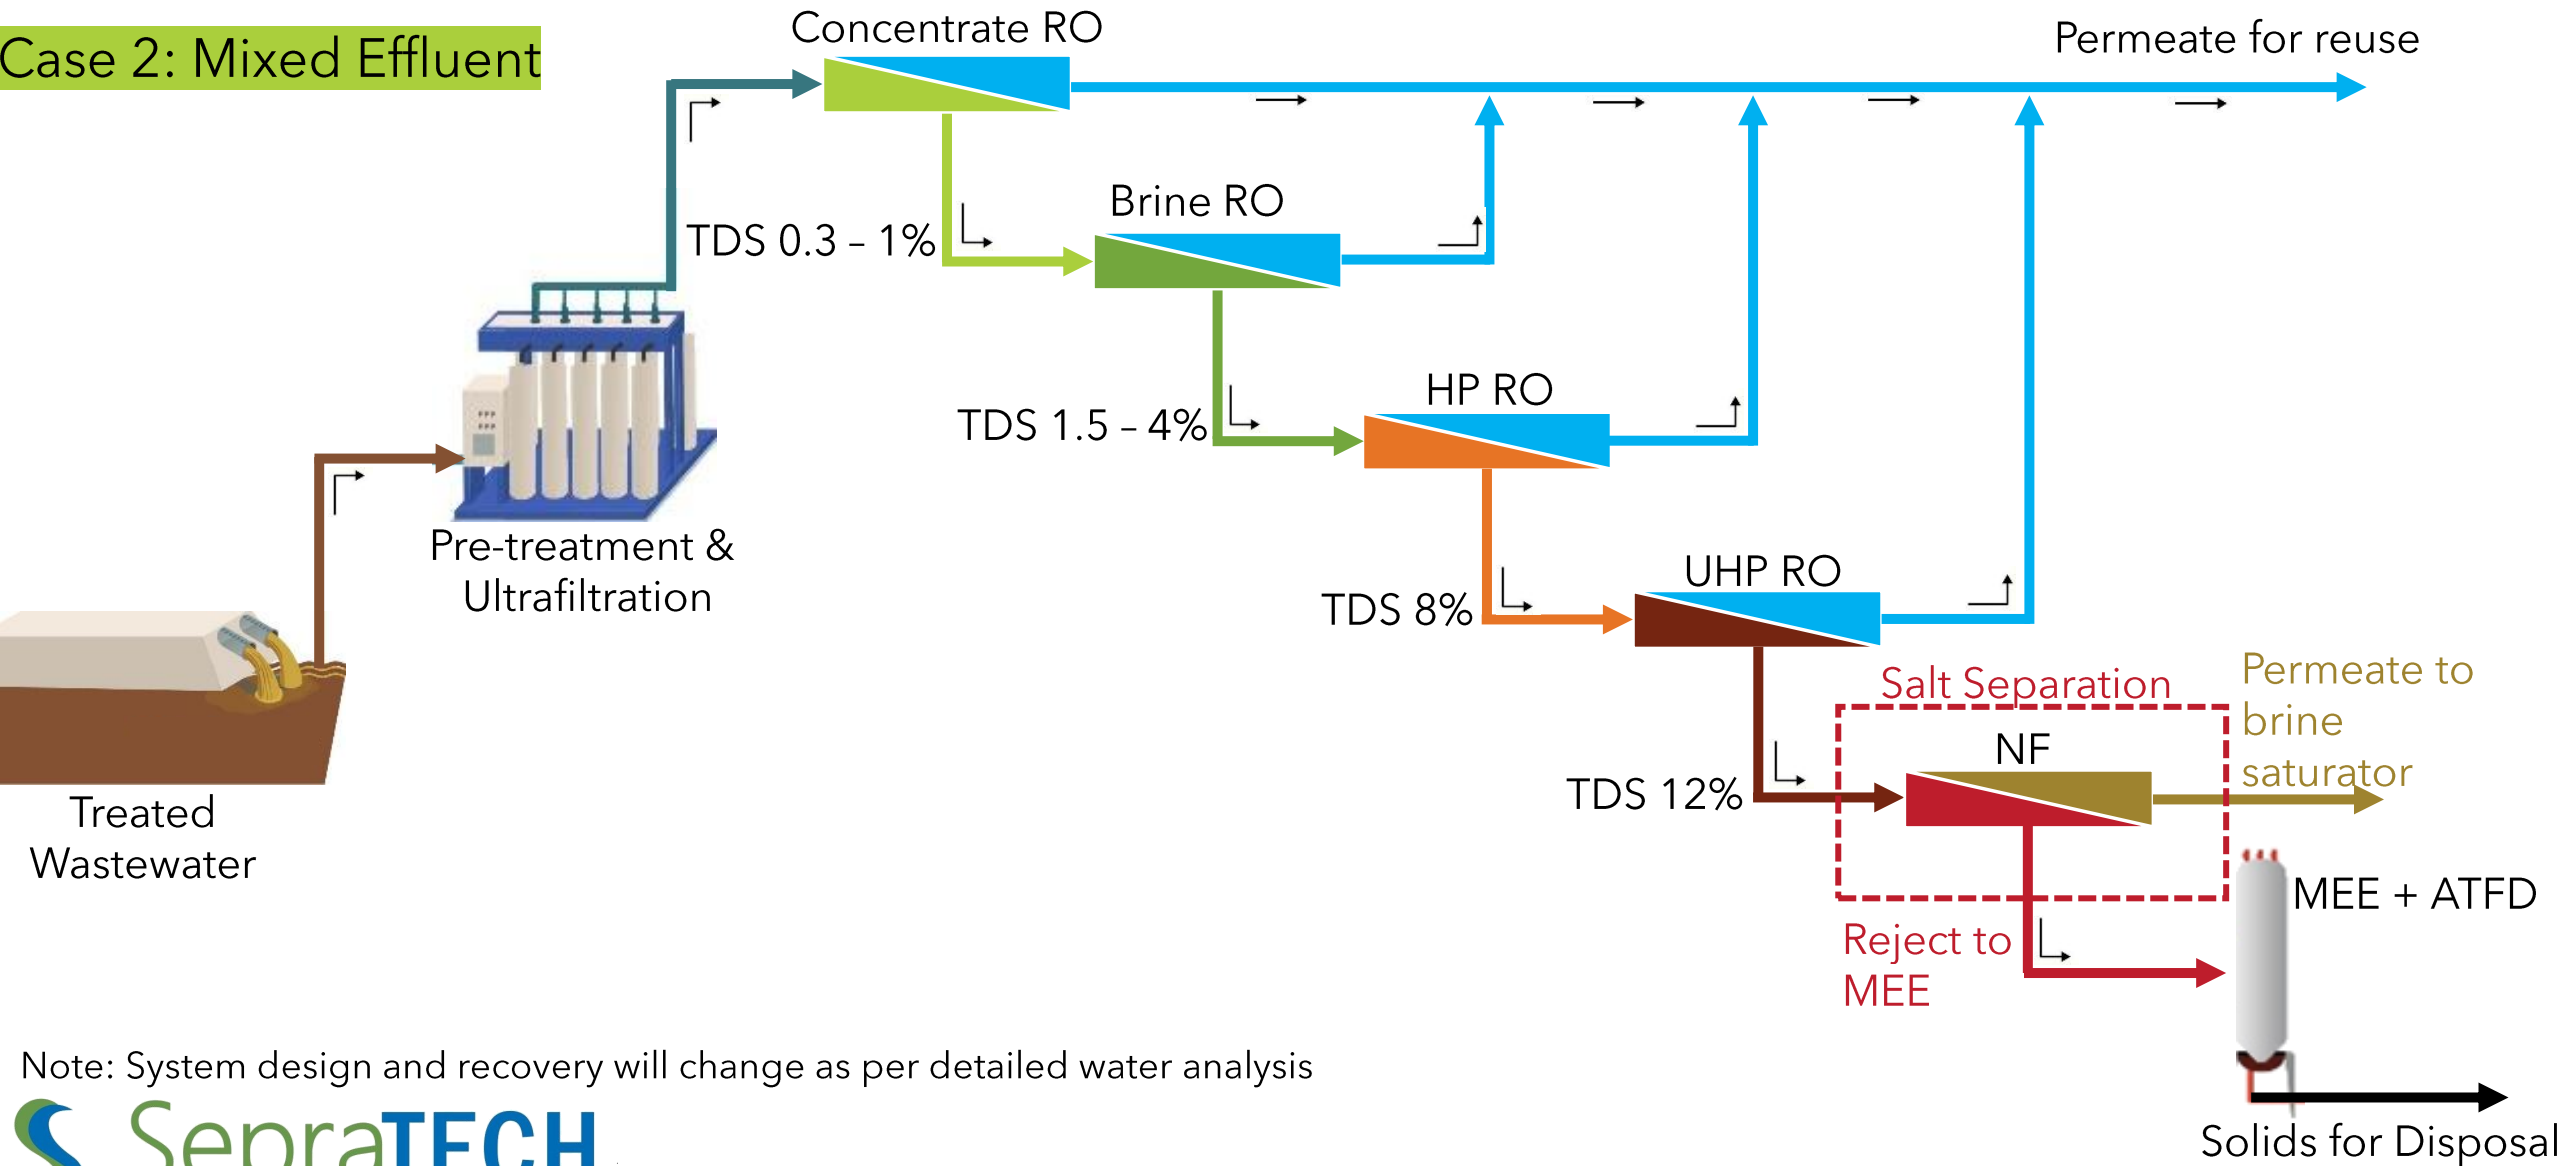 Case 2: Mixed Effluent
Concentrate RO
Permeate for reuse
Brine RO
TDS 0.3 – 1%
HP RO
TDS 1.5 – 4%
Pre-treatment &
Ultrafiltration
UHP RO
TDS 8%
Salt Separation
Permeate to
brine
saturator
NF
TDS 12%
Treated
Wastewater
MEE + ATFD
Reject to
MEE
Note: System design and recovery will change as per detailed water analysis
SepraTECH
Solids for Disposal